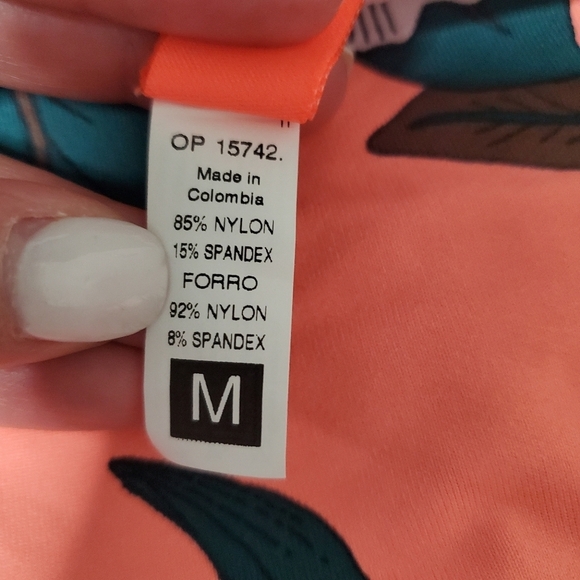 OP 15742.
Made in
Colombia
85% NYLON
15% SPANDEX
FORRO
92% NYLON
8% SPANDEX
M